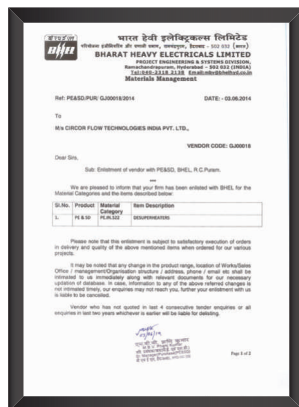 बी एच ई एल
BHEL
भारत हेवी इलेक्ट्रिकल्स लिमिटेड
BHARAT HEAVY ELECTRICALS LIMITED
PROJECT ENGINEERING & SYSTEMS DIVISION,
Ramachandrapuram, Hyderabad - 502 032 (INDIA)
Materials Management
Ref: PE&SD/PUR/ GJ00018/2014 DATE: - 03.06.2014
To
M/s CIRCOR FLOW TECHNOLOGIES INDIA PVT. LTD.,
VENDOR CODE: GJ00018
Dear Sirs,
Sub: Enlistment of vendor with PE&SD, BHEL, R.C.Puram.
***
We are pleased to inform that your firm has been enlisted with BHEL for the
Material Categories and the items described below.
Sl.No. Product Material Category Item Description
1. PE & SD DESUPERHEATERS
Please note that this enlistment is subject to satisfactory execution of orders
in delivery and quality of the above mentioned items when ordered for our various
projects.
It may be noted that any change in the product range, location of Works/Sales
Office / management/Organisation structure / address, phone / email etc shall be
intimated to us immediately along with relevant documents for our necessary
updation of database. In case, information to any of the above referred changes is
not intimated timely, our enquiries may not reach you, further your enlistment with us
is liable to be cancelled.
Vendor who has not quoted in last 4 consecutive tender enquiries or all
enquiries in last two years whichever is earlier will be liable for delisting.
Page 1 of 2